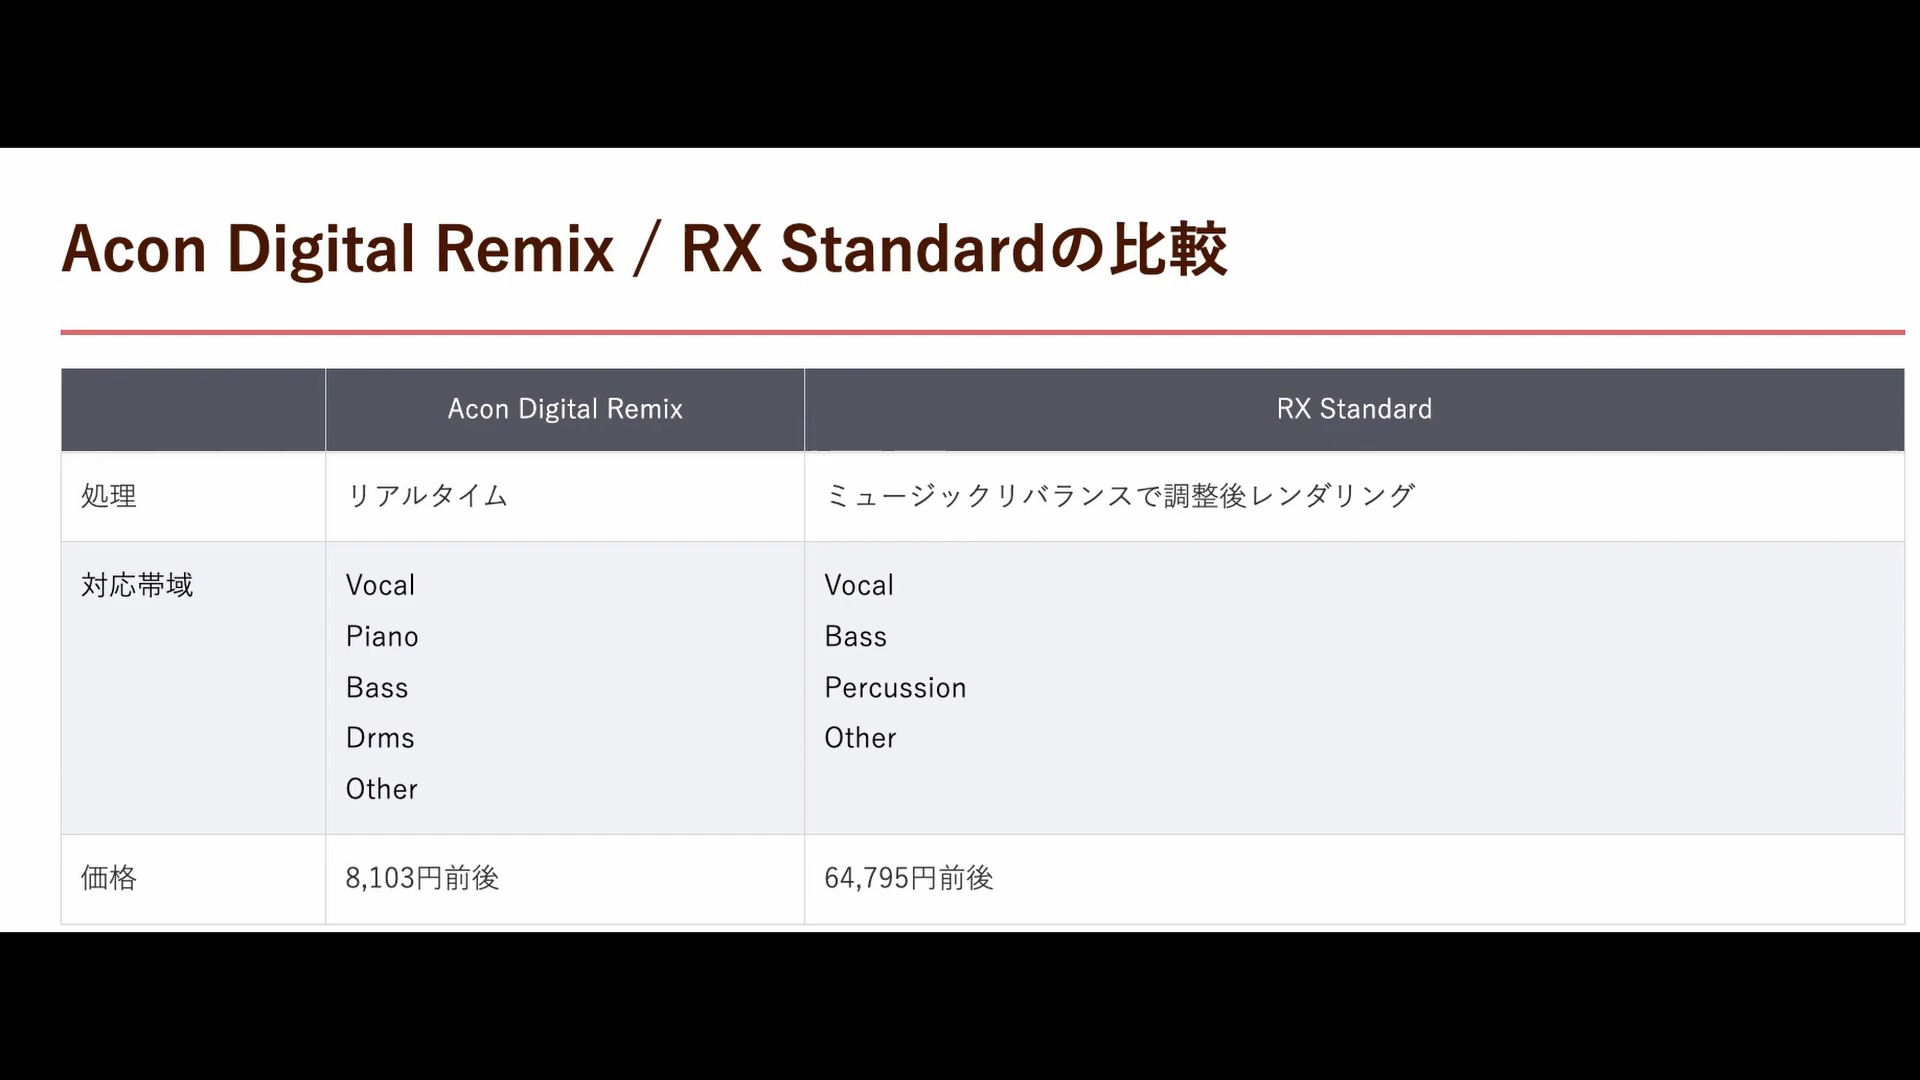 Acon Digital Remix / RX Standardの比較
Acon Digital Remix
RX Standard
処理
リアルタイム
ミュージックリバランスで調整後レンダリング
対応帯域
Vocal
Piano
Bass
Drms
Other
Vocal
Bass
Percussion
Other
価格
8,103円前後
64,795円前後